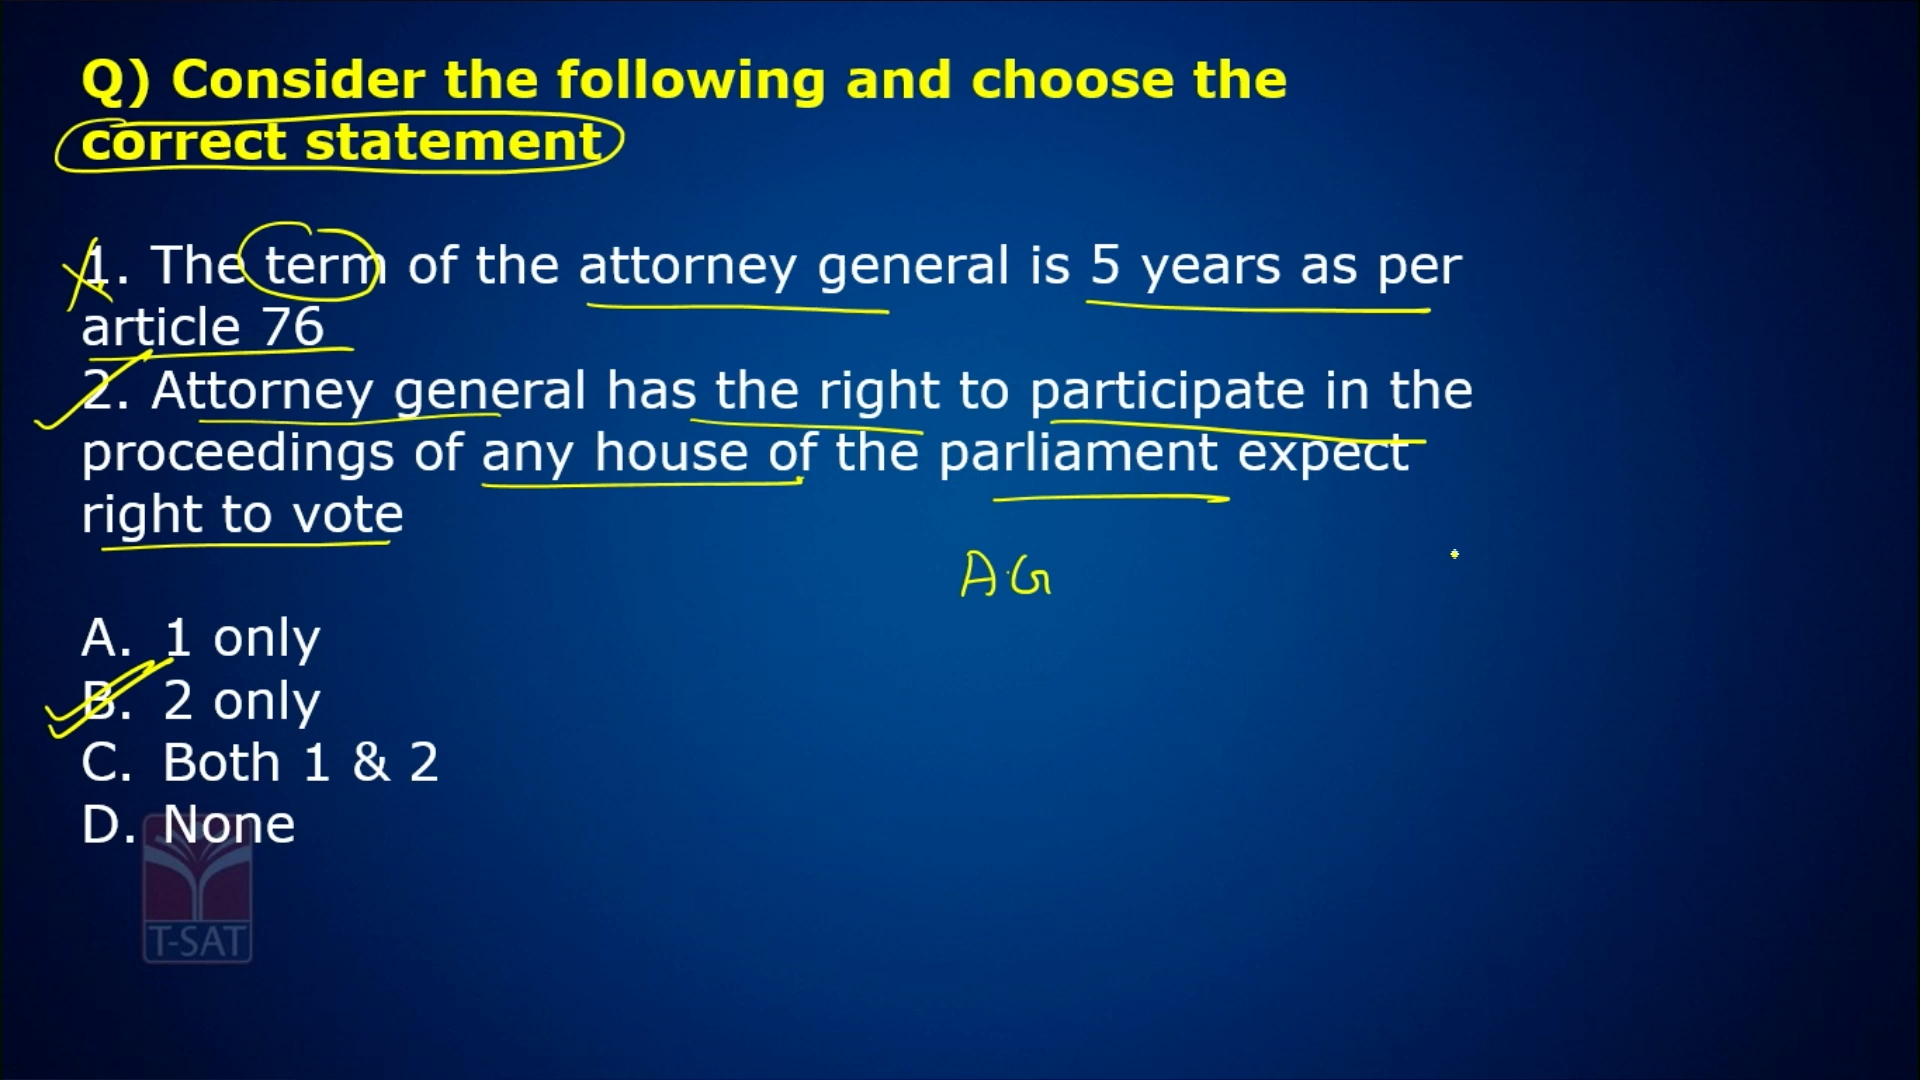 Q) Consider the following and choose the
correct statement
1. The term of the attorney general is 5 years as per
article 76
2. Attorney general has the right to participate in the
proceedings of any house of the parliament expect
right to vote
A.G
A. 1 only
B. 2 only
C. Both 1 & 2
D. None
T-SAT